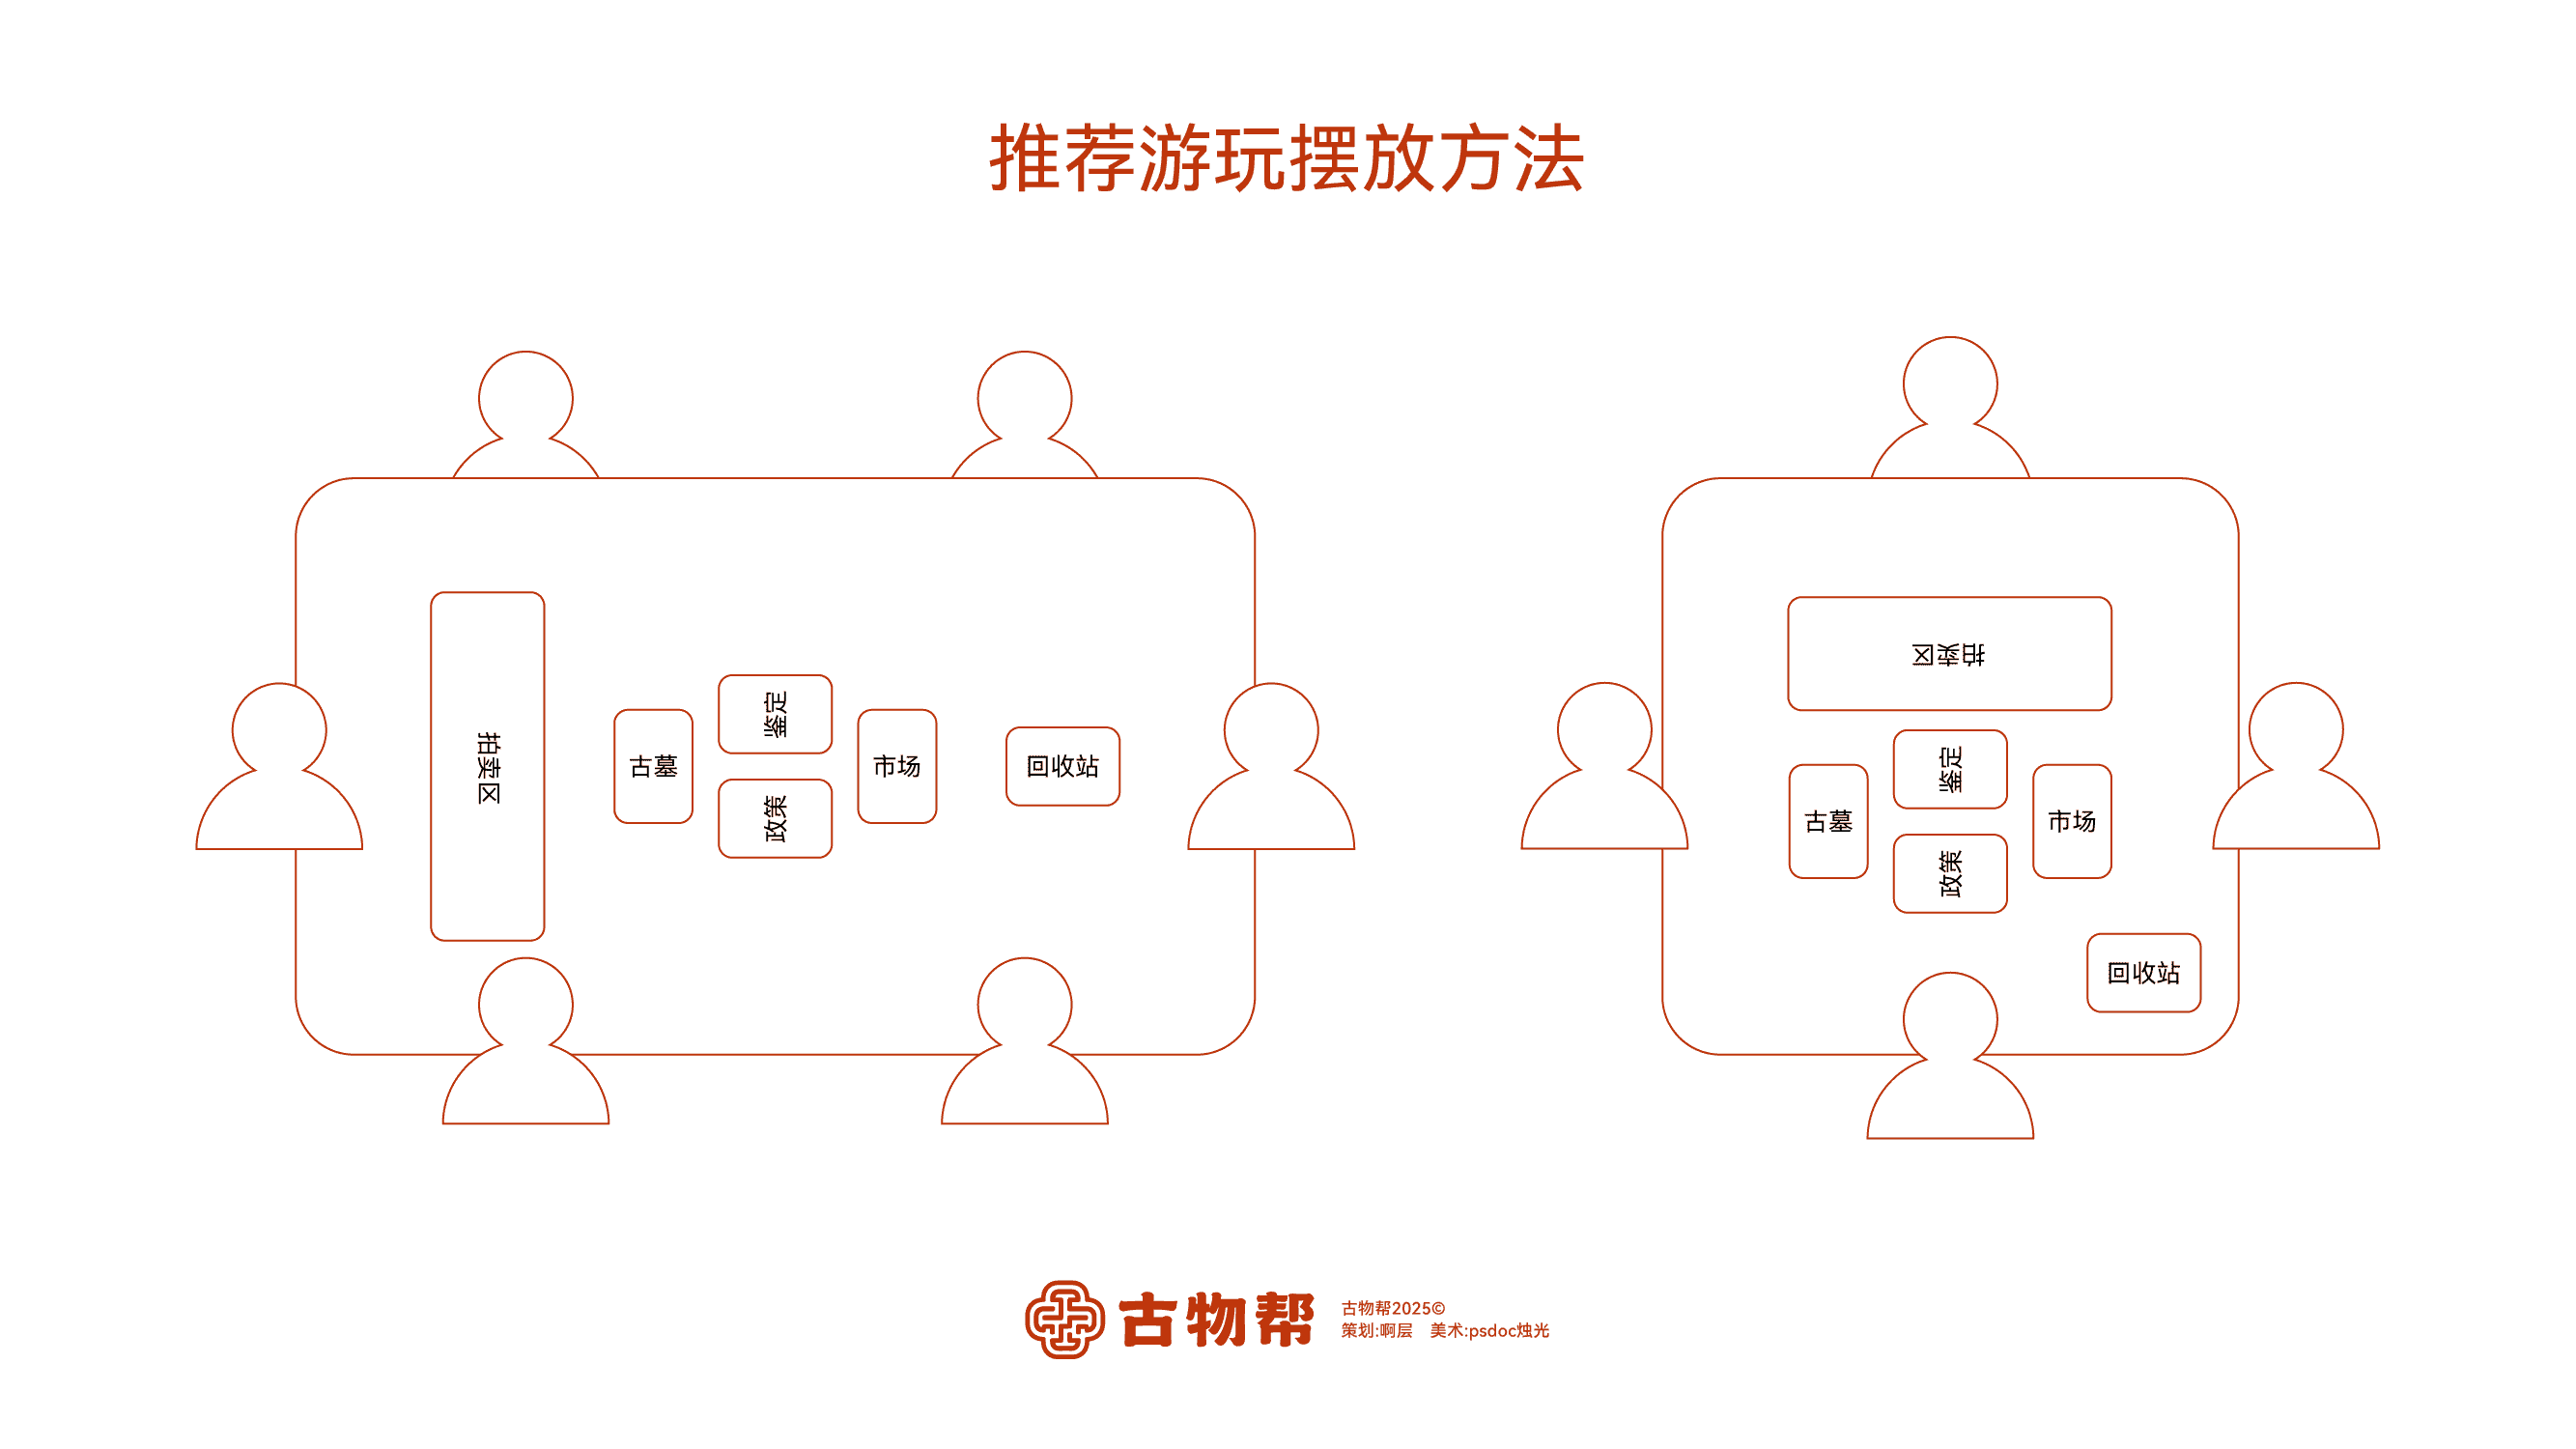 推荐游玩摆放方法
拍卖区
古墓
鉴定
政策
市场
回收站
拍卖区
古墓
鉴定
政策
市场
回收站
古物帮
古物帮2025©
策划:啊层 美术:psdoc烛光